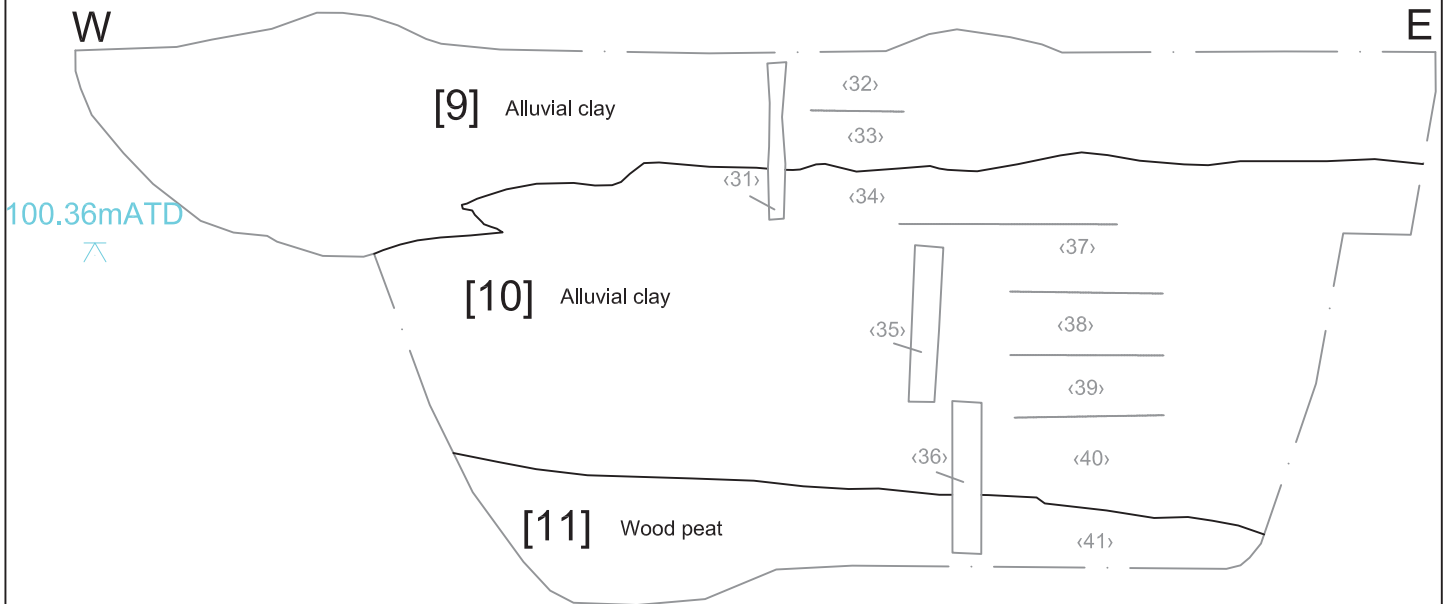 W
E
[9] Alluvial clay
‹32›
‹33›
‹31›
‹34›
100.36mATD
‹37›
[10] Alluvial clay
‹38›
‹35›
‹39›
‹36›
‹40›
[11] Wood peat
‹41›